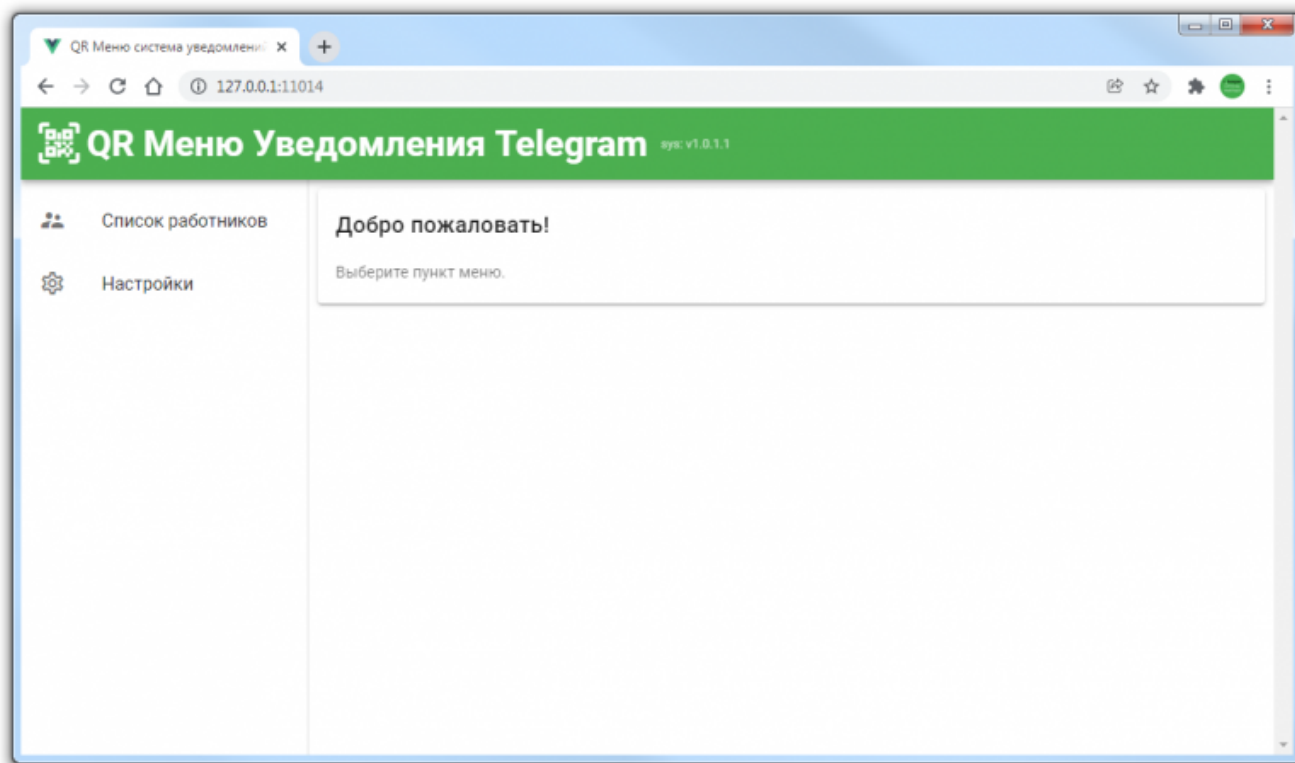 QR Меню система уведомлений
127.0.0.1:11014
QR Меню Уведомления Telegram sys: v1.0.1.1
Список работников
Настройки
Добро пожаловать!
Выберите пункт меню.